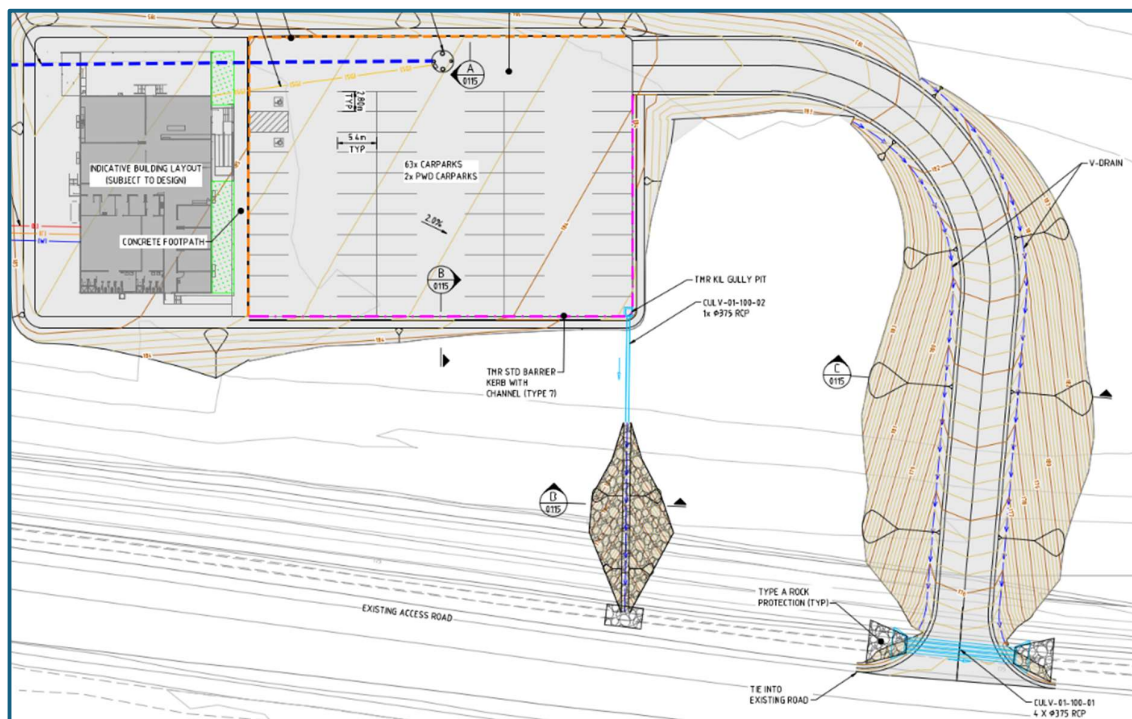 A
0115
2.80m
TYP
5.4m
TYP
63x CARPARKS
2x PWD CARPARKS
2.0%
INDICATIVE BUILDING LAYOUT
(SUBJECT TO DESIGN)
CONCRETE FOOTPATH
V-DRAIN
B
0115
TMR KIL GULLY PIT
CULV-01-100-02
1x Φ375 RCP
TMR STD BARRIER
KERB WITH
CHANNEL (TYPE 7)
184
C
0115
D
0115
EXISTING ACCESS ROAD
TYPE A ROCK
PROTECTION (TYP)
TIE INTO
EXISTING ROAD
CULV-01-100-01
4 X Φ375 RCP